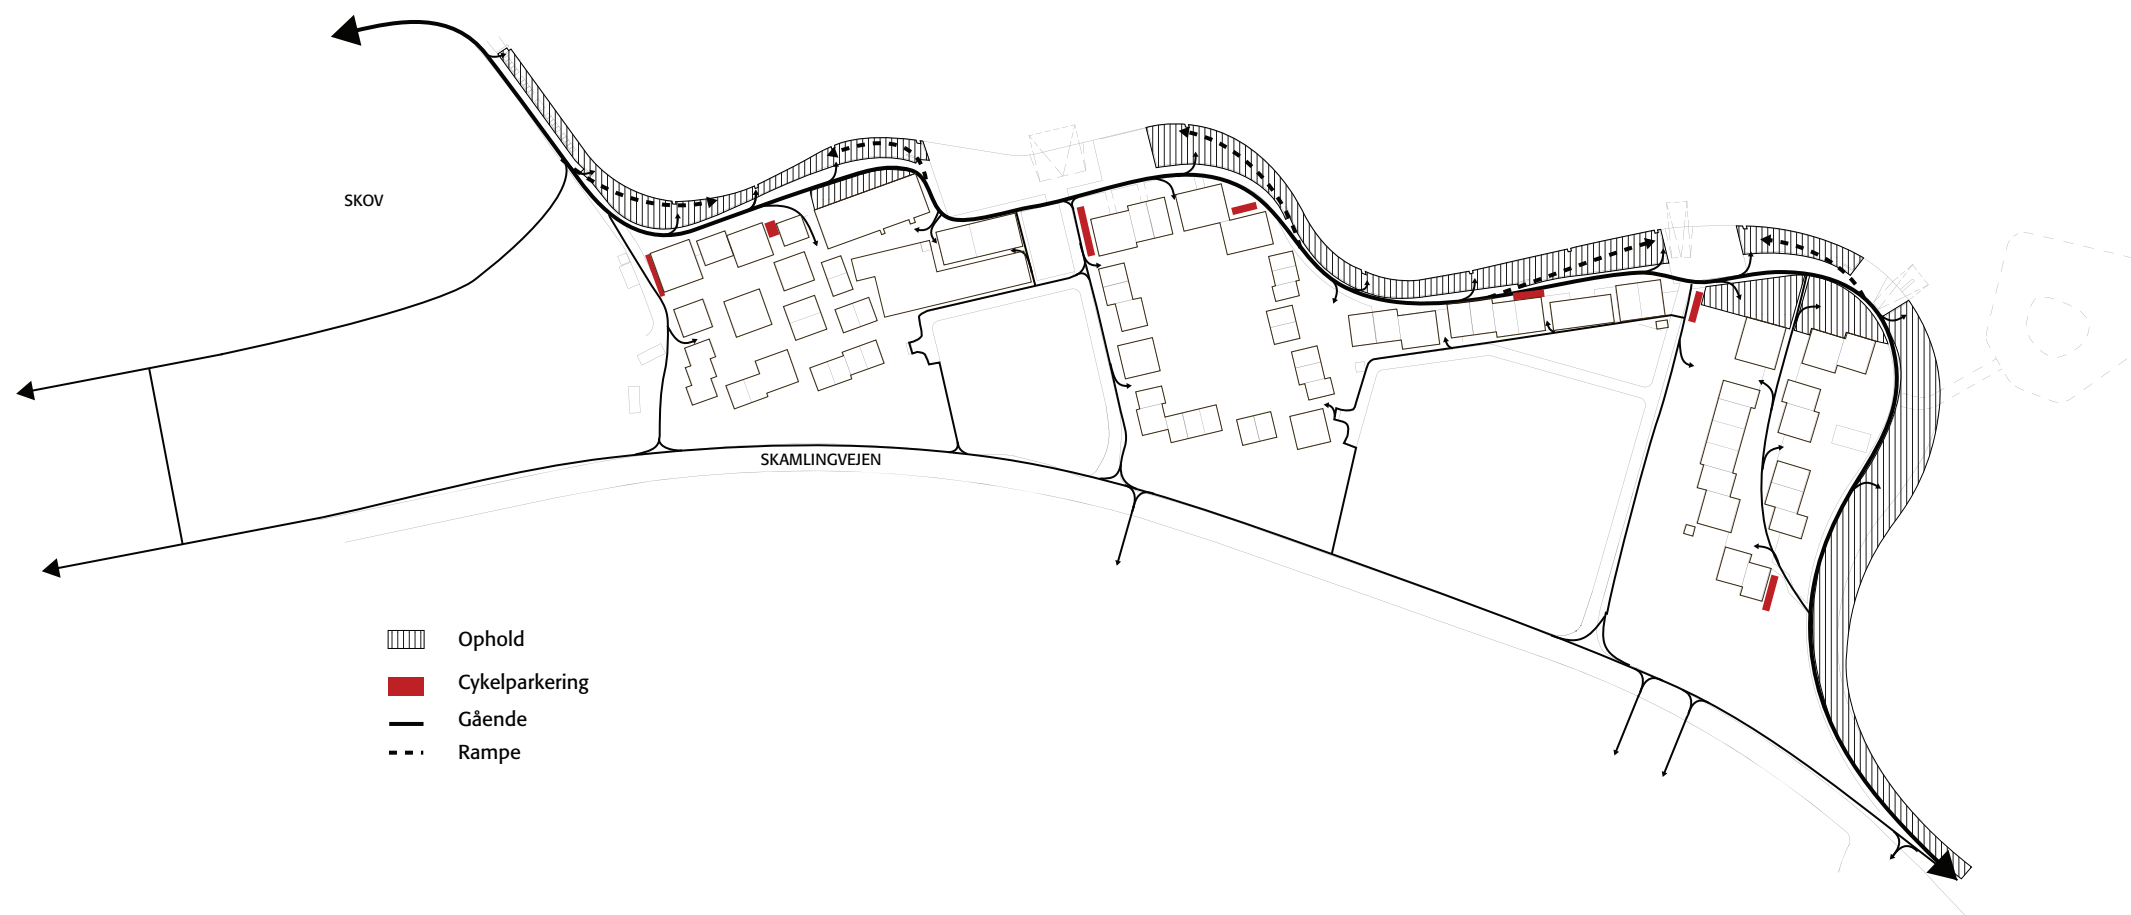 SKOV
SKAMLINGVEJEN
Ophold
Cykelparkering
Gående
Rampe